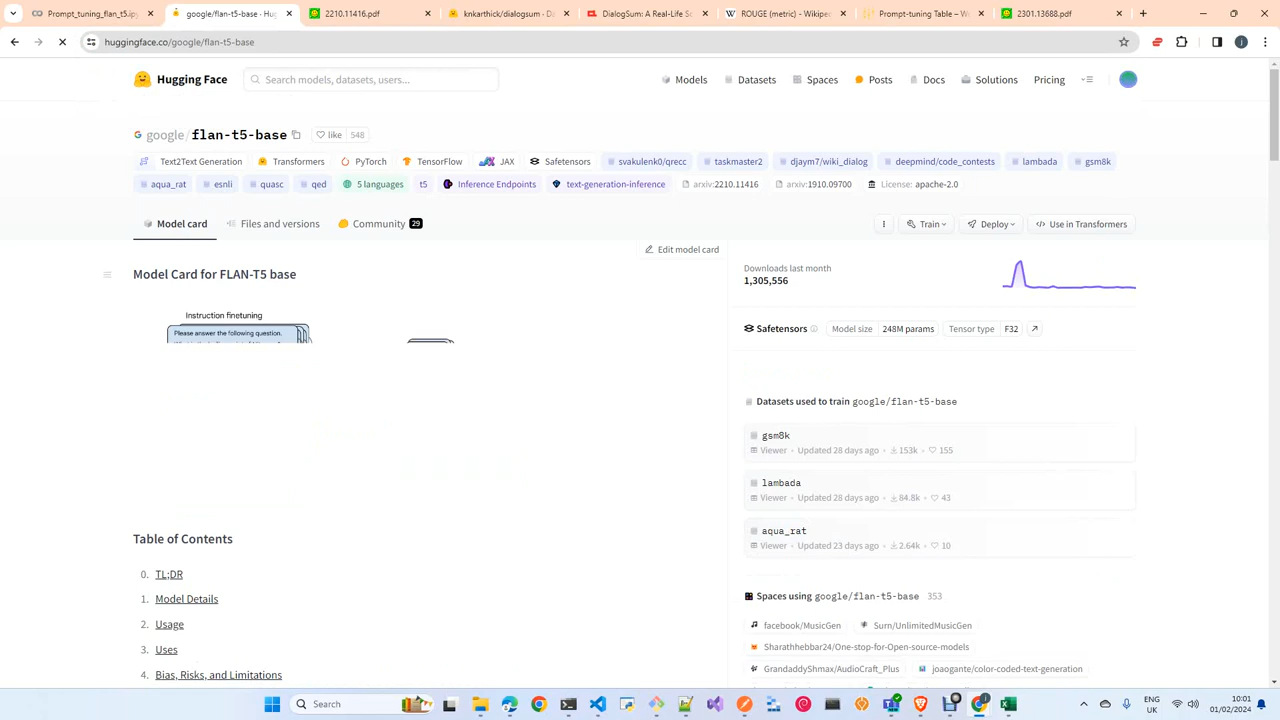 Prompt_tuning_flan_5.ipy
google/flan-t5-base · Hu
2210.11416.pdf
knkarthick/dialogsum · D
DialogSum: A Real-Life Sc
ROUGE (metric) - Wikiped
Prompt-tuning Table – W
2301.13688.pdf
huggingface.co/google/flan-t5-base
Hugging Face
Search models, datasets, users...
Models
Datasets
Spaces
Posts
Docs
Solutions
Pricing
google/flan-t5-base
like 548
Text2Text Generation
Transformers
PyTorch
TensorFlow
JAX
Safetensors
svakulenk0/qrecc
taskmaster2
djaym7/wiki_dialog
deepmind/code_contests
lambada
gsm8k
aqua_rat
esnli
quasc
qed
5 languages
t5
Inference Endpoints
text-generation-inference
arxiv:2210.11416
arxiv:1910.09700
License: apache-2.0
Model card
Files and versions
Community 29
Train
Deploy
Use in Transformers
Edit model card
Model Card for FLAN-T5 base
Instruction finetuning
Please answer the following question.
Table of Contents
0. TL;DR
1. Model Details
2. Usage
3. Uses
4. Bias, Risks, and Limitations
Downloads last month
1,305,556
Safetensors
Model size 248M params
Tensor type F32
Datasets used to train google/flan-t5-base
gsm8k
Viewer • Updated 28 days ago • 153k • 155
lambada
Viewer • Updated 28 days ago • 84.8k • 43
aqua_rat
Viewer • Updated 23 days ago • 2.64k • 10
Spaces using google/flan-t5-base 353
facebook/MusicGen
Surn/UnlimitedMusicGen
Sharathhebbar24/One-stop-for-Open-source-models
GrandaddyShmax/AudioCraft_Plus
joaogante/color-coded-text-generation
Search
ENG
UK
10:01
01/02/2024